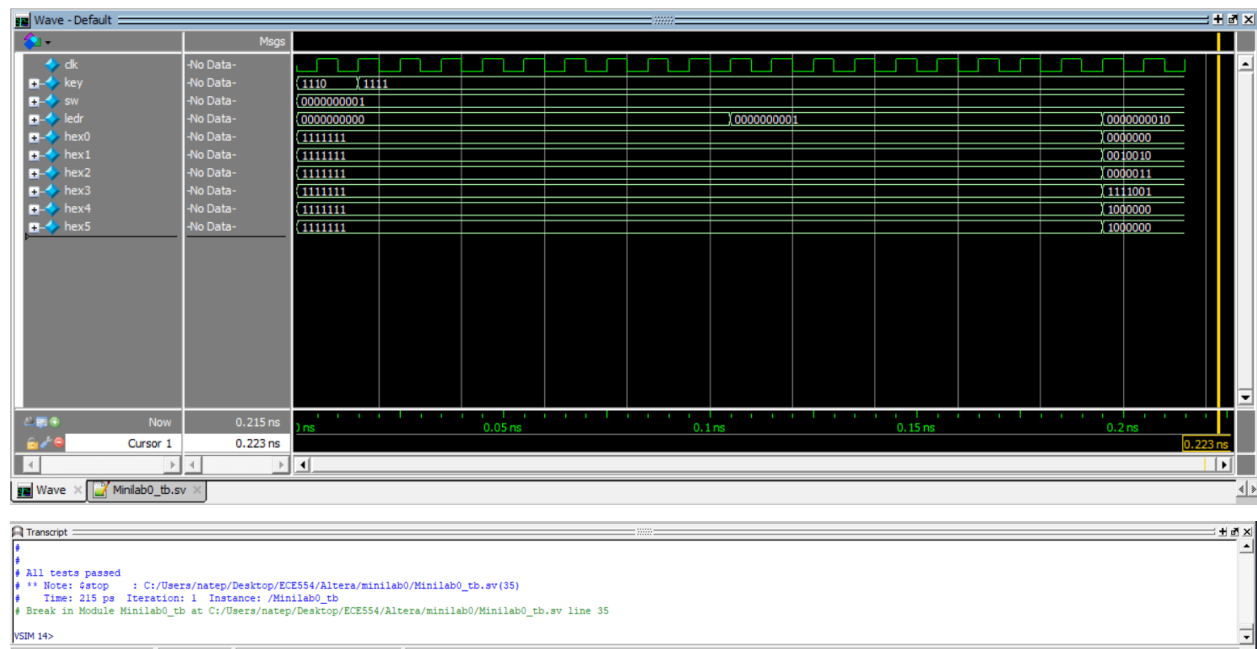 Wave - Default
Msgs
clk -No Data-
key -No Data- 1110 1111
sw -No Data- 0000000001
ledr -No Data- 0000000000 0000000001 0000000010
hex0 -No Data- 1111111 0000000
hex1 -No Data- 1111111 0010010
hex2 -No Data- 1111111 0000011
hex3 -No Data- 1111111 1111001
hex4 -No Data- 1111111 1000000
hex5 -No Data- 1111111 1000000
Now 0.215 ns ns 0.05 ns 0.1 ns 0.15 ns 0.2 ns
Cursor 1 0.223 ns 0.223 ns
Wave Minilab0_tb.sv
Transcript
#
#
# All tests passed
# ** Note: $stop : C:/Users/natep/Desktop/ECE554/Altera/minilab0/Minilab0_tb.sv(35)
# Time: 215 ps Iteration: 1 Instance: /Minilab0_tb
# Break in Module Minilab0_tb at C:/Users/natep/Desktop/ECE554/Altera/minilab0/Minilab0_tb.sv line 35
VSIM 14>